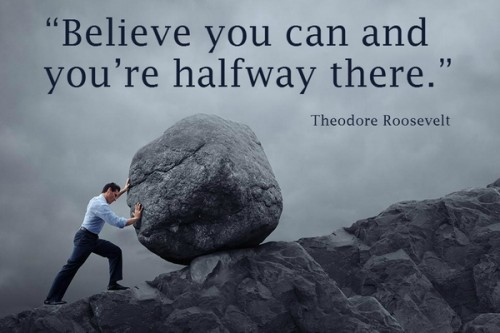 “Believe you can and
you’re halfway there.”
Theodore Roosevelt